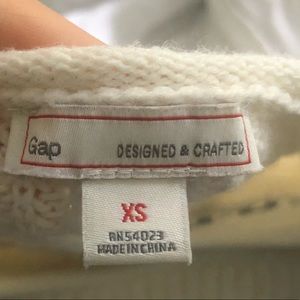 Gap DESIGNED & CRAFTED
XS
RN54023
MADE IN CHINA